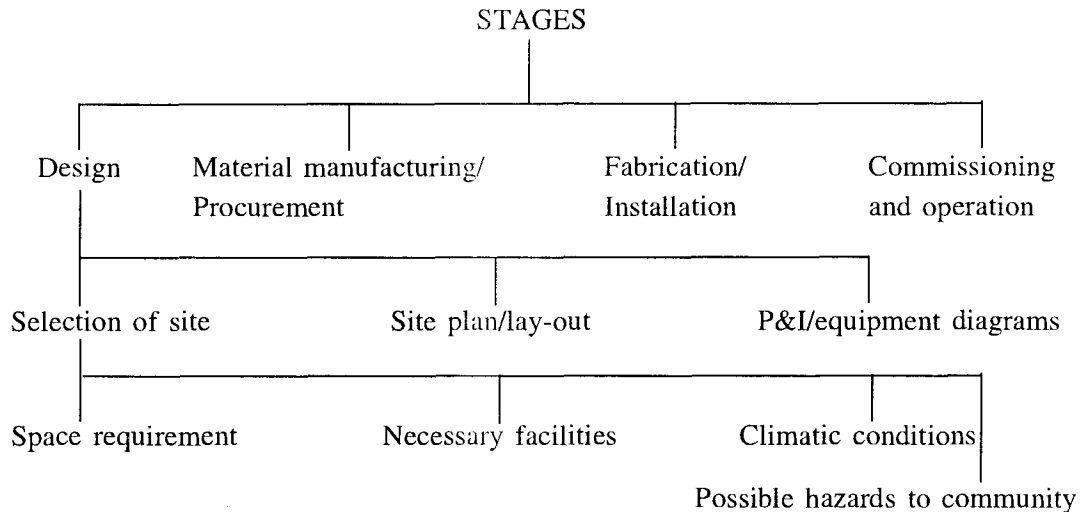 STAGES
Design
Material manufacturing/
Procurement
Fabrication/
Installation
Commissioning
and operation
Selection of site
Site plan/lay-out
P&I/equipment diagrams
Space requirement
Necessary facilities
Climatic conditions
Possible hazards to community